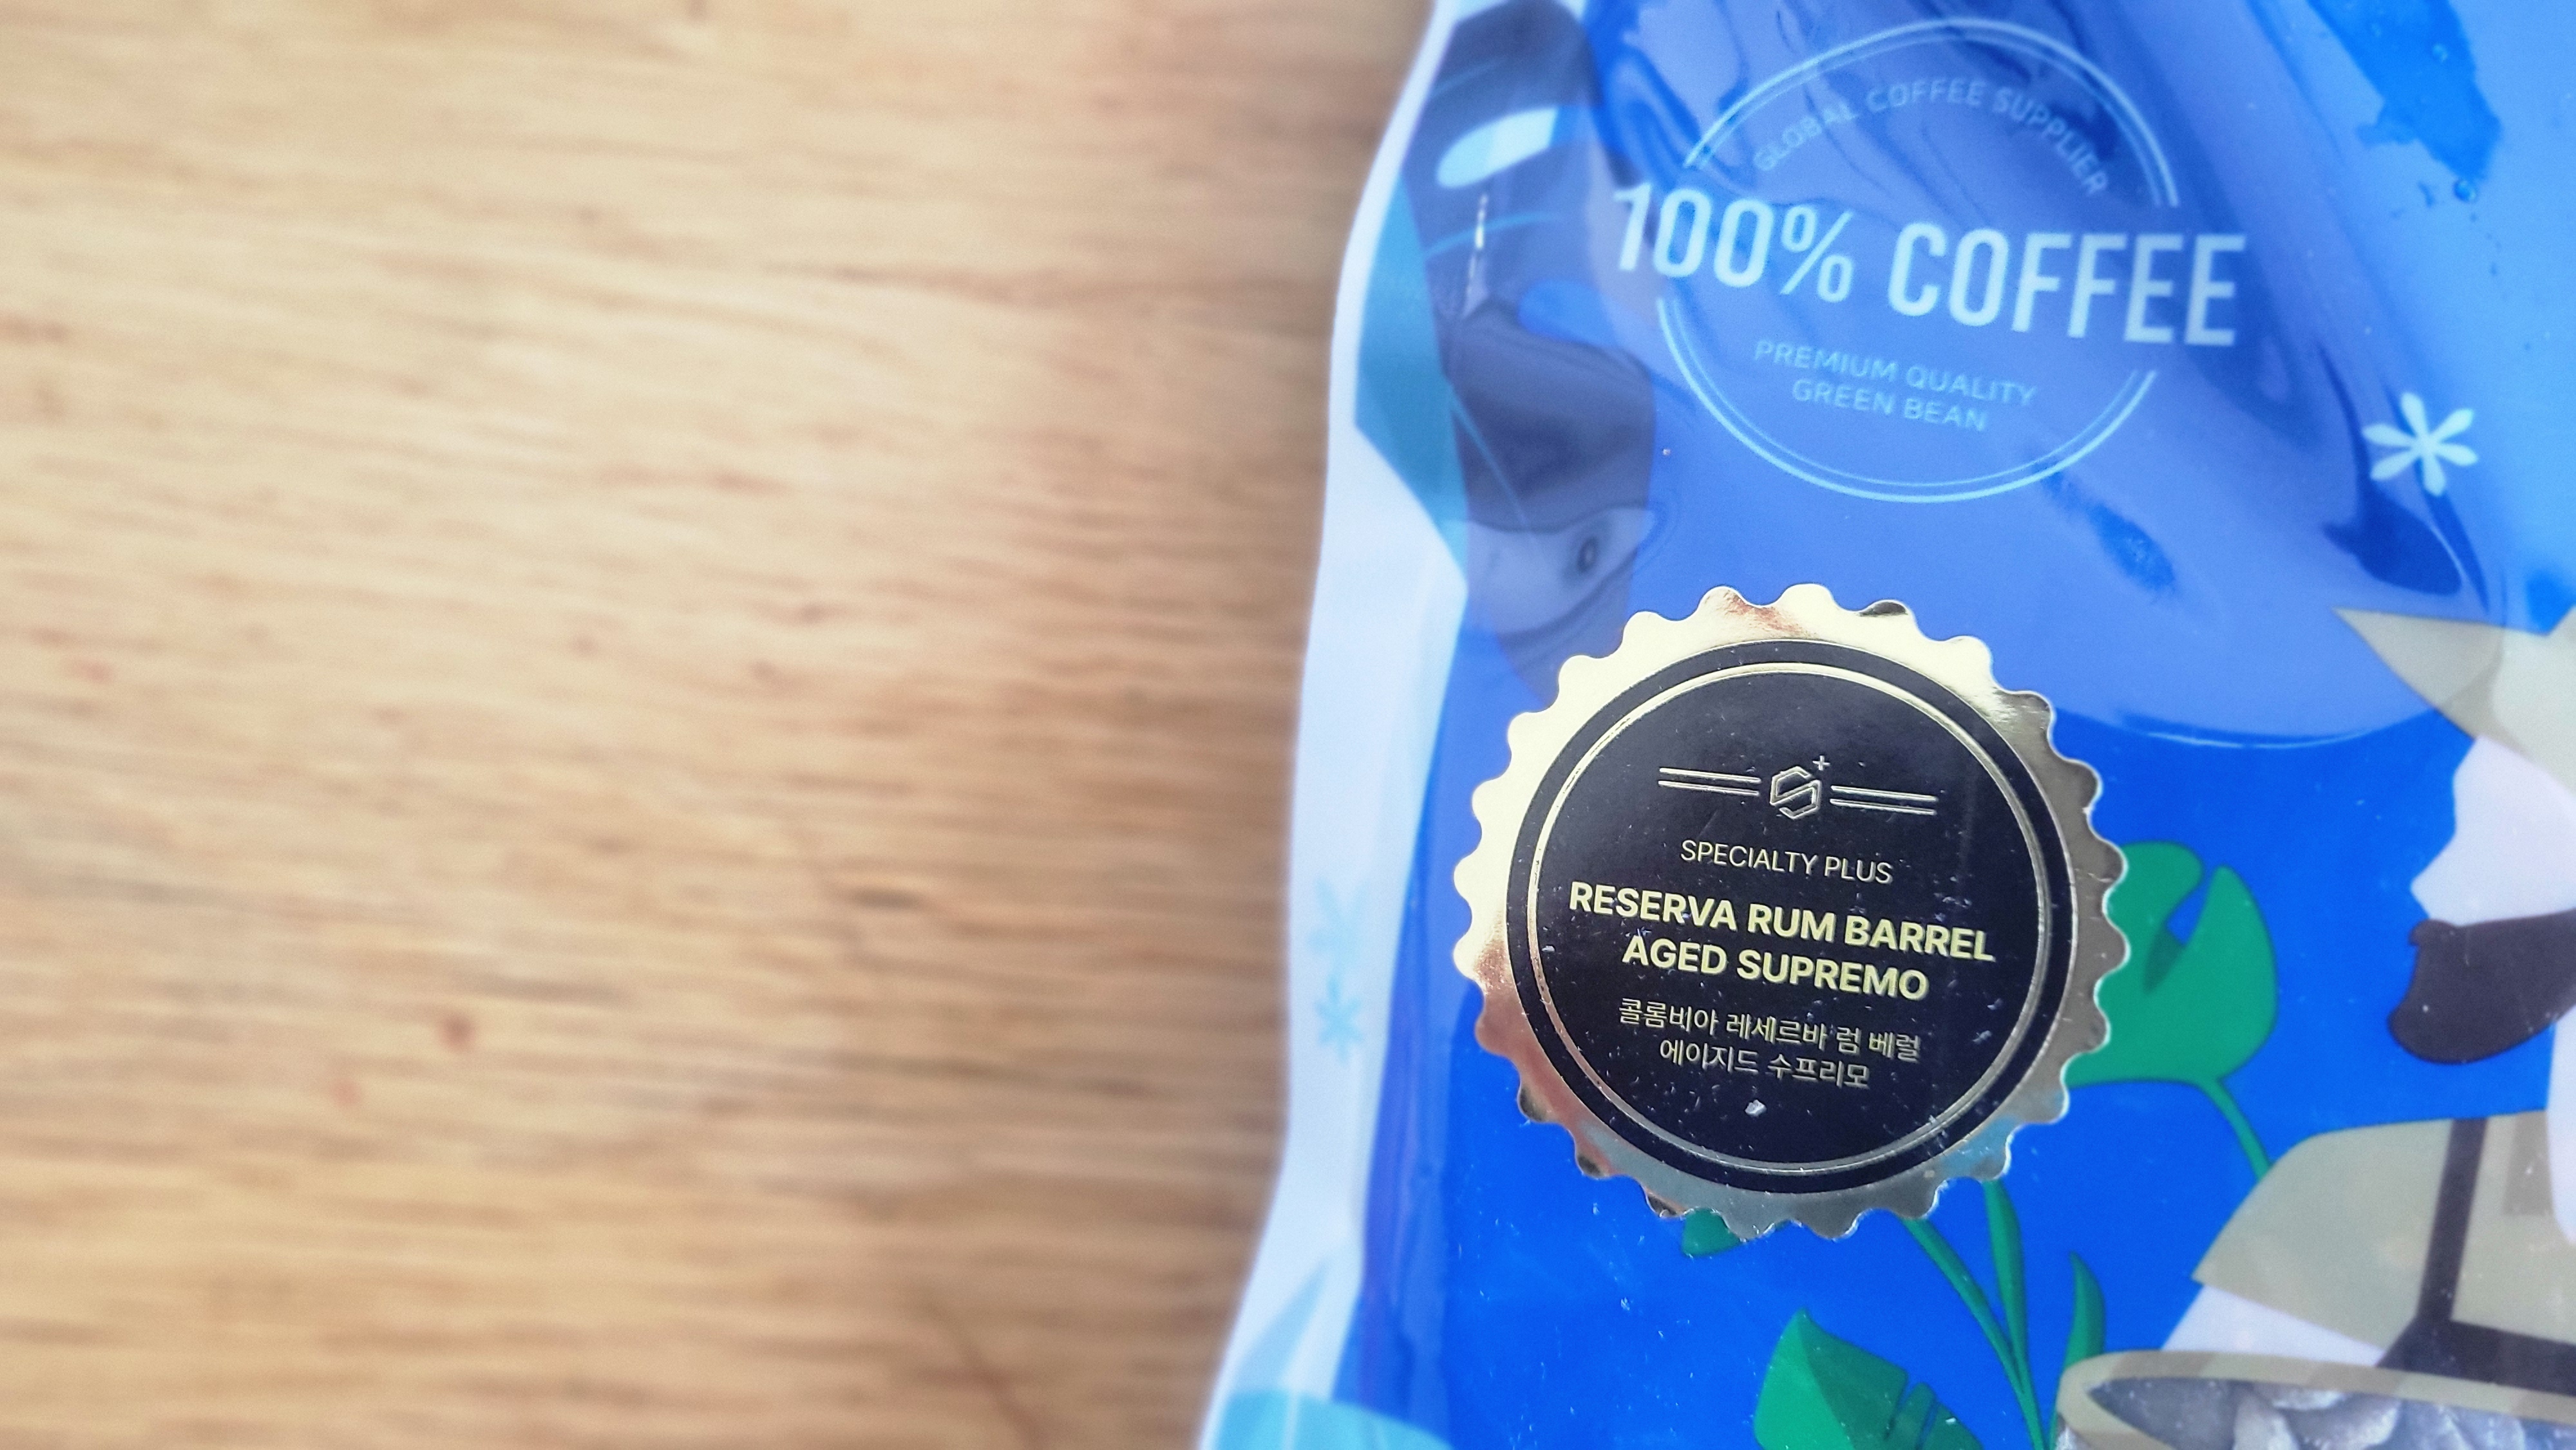 GLOBAL COFFEE SUPPLIER
100% COFFEE
PREMIUM QUALITY
GREEN BEAN
SPECIALTY PLUS
RESERVA RUM BARREL
AGED SUPREMO
콜롬비아 레세르바 럼 베럴
에이지드 수프리모